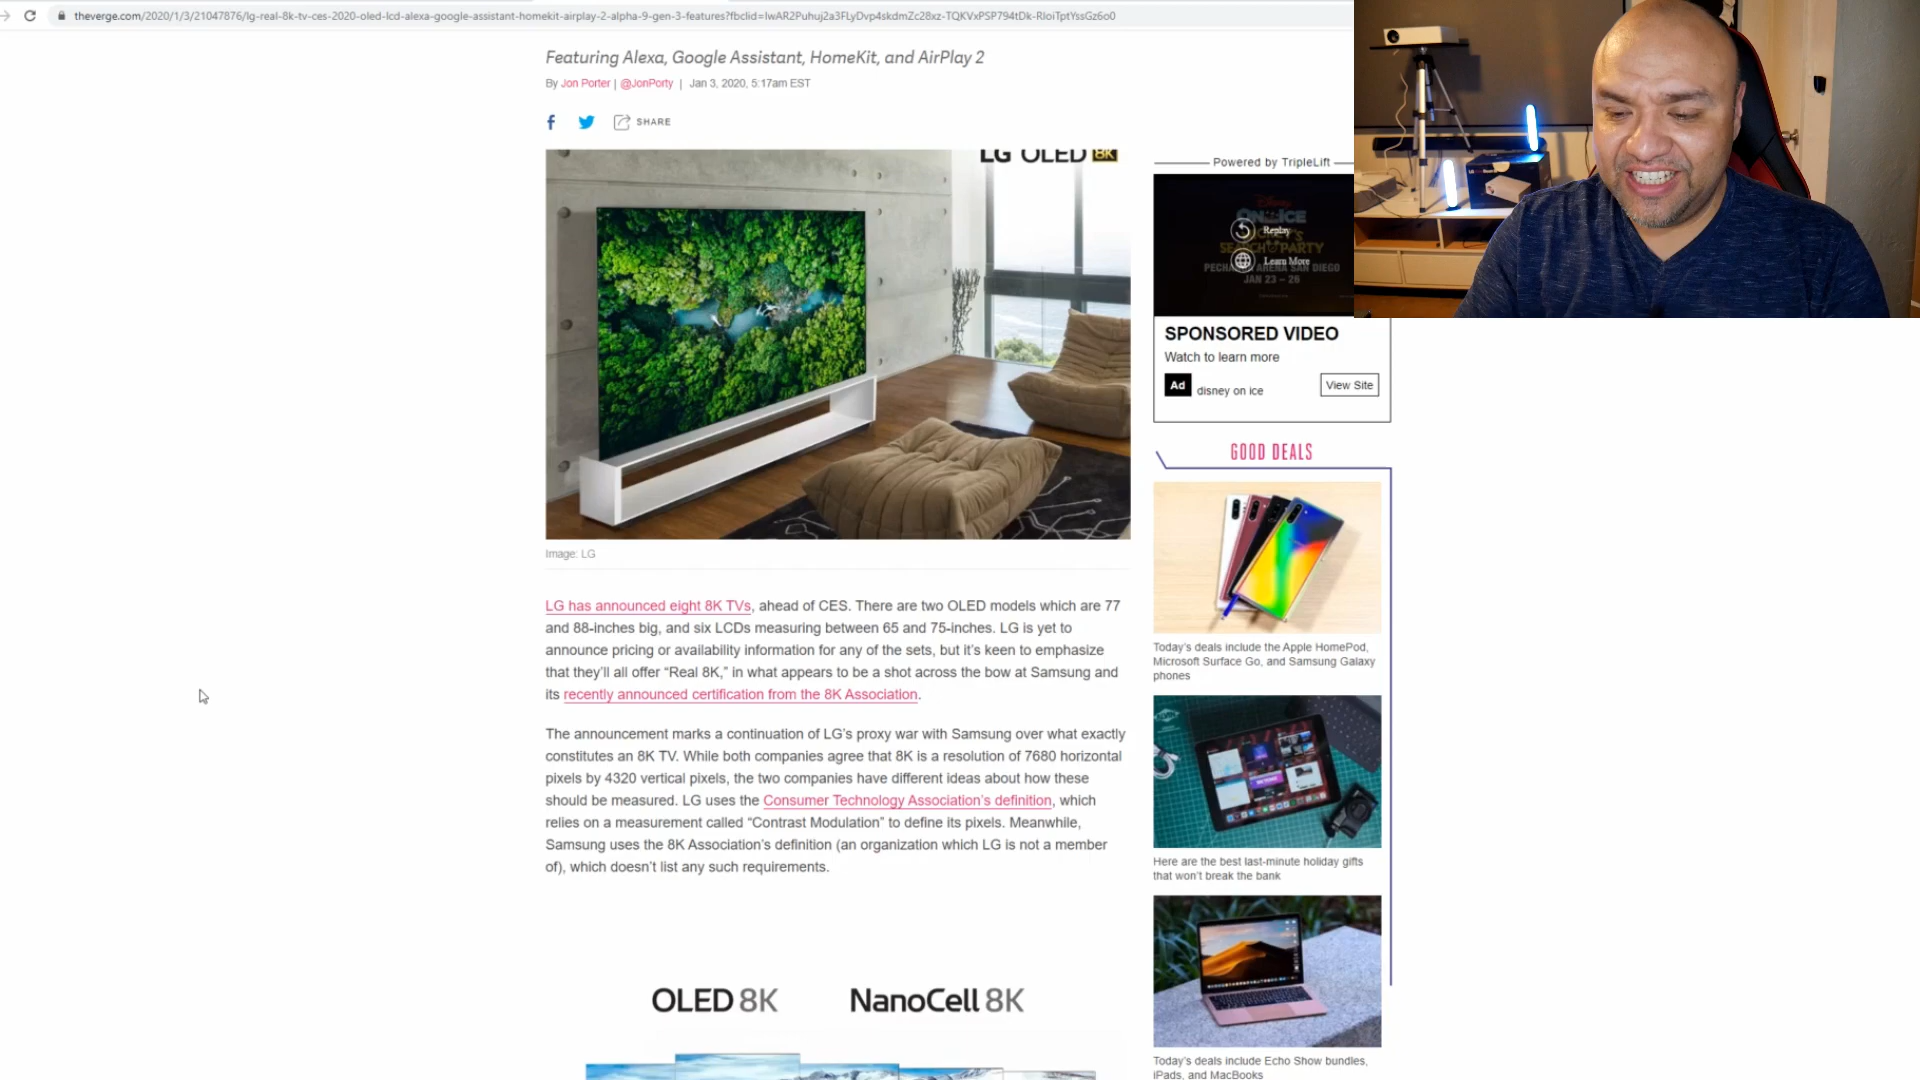 theverge.com/2020/1/3/21047876/lg-real-8k-tv-ces-2020-oled-lcd-alexa-google-assistant-homekit-airplay-2-alpha-9-gen-3-features?fbclid=IwAR2Puhuj2a3FLyDvp4skdmZc28xz-TQKVxPSP794tDk-RIoiTptYssGz6o0
Featuring Alexa, Google Assistant, HomeKit, and AirPlay 2
By Jon Porter | @JonPorty | Jan 3, 2020, 5:17am EST
SHARE
LG OLED 8K
Image: LG
LG has announced eight 8K TVs, ahead of CES. There are two OLED models which are 77
and 88-inches big, and six LCDs measuring between 65 and 75-inches. LG is yet to
announce pricing or availability information for any of the sets, but it's keen to emphasize
that they'll all offer “Real 8K,” in what appears to be a shot across the bow at Samsung and
its recently announced certification from the 8K Association.
The announcement marks a continuation of LG's proxy war with Samsung over what exactly
constitutes an 8K TV. While both companies agree that 8K is a resolution of 7680 horizontal
pixels by 4320 vertical pixels, the two companies have different ideas about how these
should be measured. LG uses the Consumer Technology Association's definition, which
relies on a measurement called “Contrast Modulation” to define its pixels. Meanwhile,
Samsung uses the 8K Association's definition (an organization which LG is not a member
of), which doesn't list any such requirements.
OLED 8K NanoCell 8K
Powered by TripleLift
Disney
ON ICE
Replay
SEARCH PARTY
Learn More
ARENA SAN DIEGO
JAN 23 – 26
SPONSORED VIDEO
Watch to learn more
Ad disney on ice View Site
GOOD DEALS
Today's deals include the Apple HomePod,
Microsoft Surface Go, and Samsung Galaxy
phones
Here are the best last-minute holiday gifts
that won't break the bank
Today's deals include Echo Show bundles,
iPads, and MacBooks